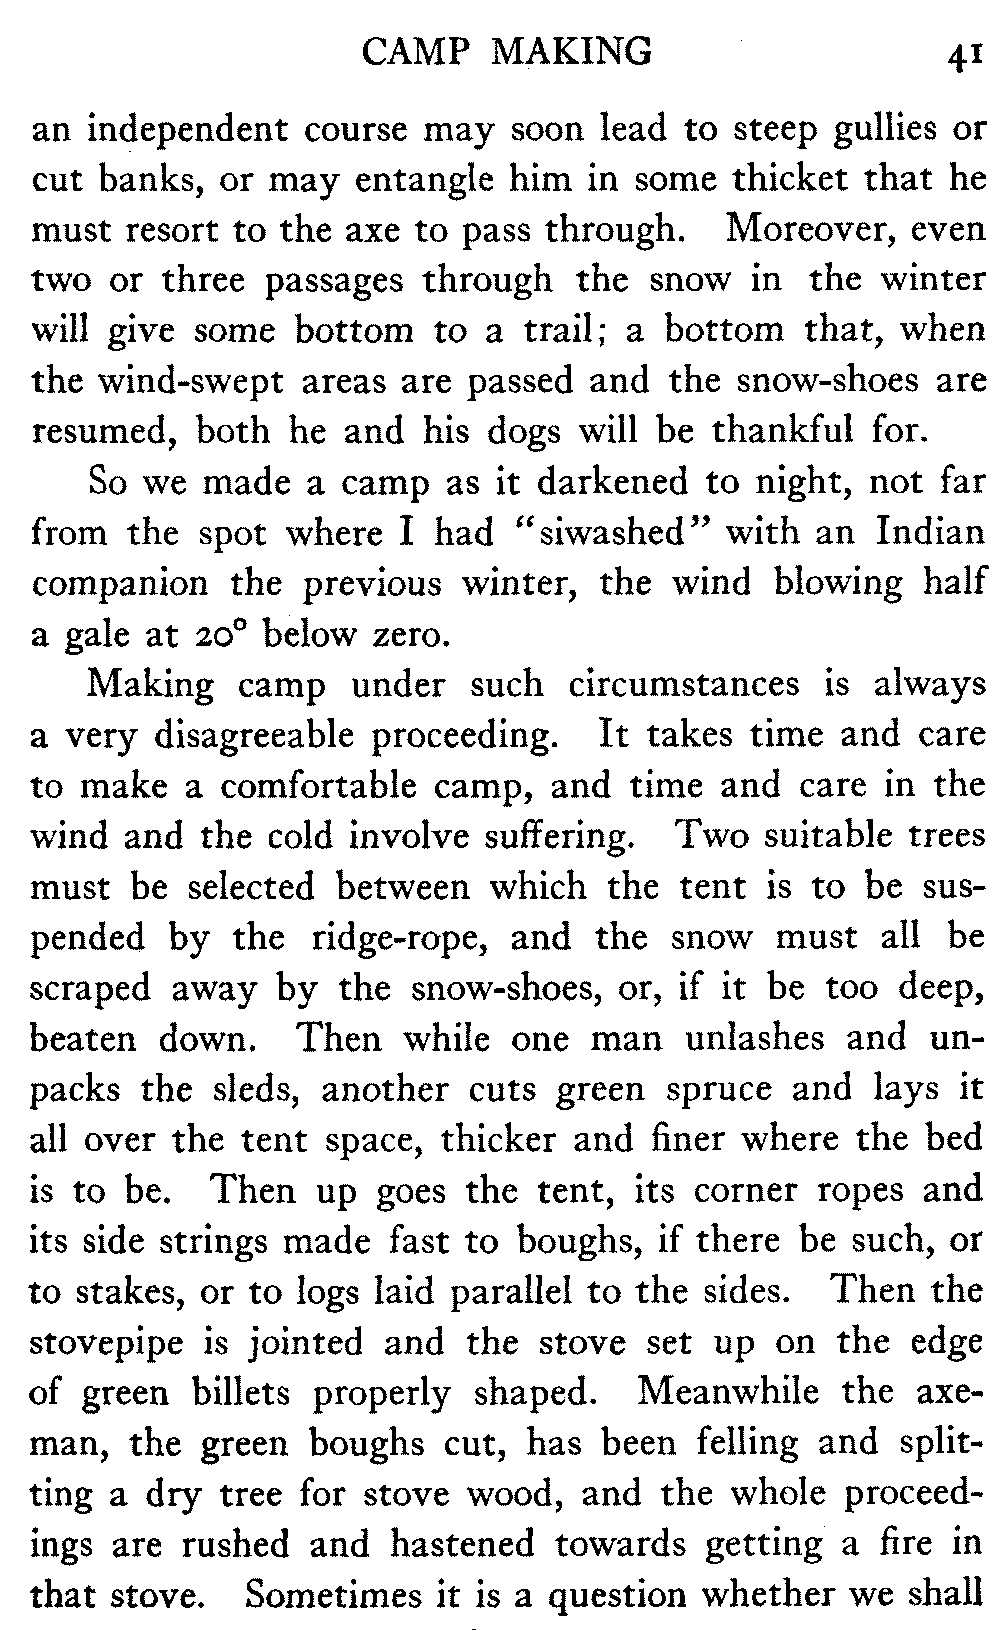 CAMP MAKING 41
an independent course may soon lead to steep gullies or
cut banks, or may entangle him in some thicket that he
must resort to the axe to pass through. Moreover, even
two or three passages through the snow in the winter
will give some bottom to a trail; a bottom that, when
the wind-swept areas are passed and the snow-shoes are
resumed, both he and his dogs will be thankful for.
So we made a camp as it darkened to night, not far
from the spot where I had “siwashed” with an Indian
companion the previous winter, the wind blowing half
a gale at 20° below zero.
Making camp under such circumstances is always
a very disagreeable proceeding. It takes time and care
to make a comfortable camp, and time and care in the
wind and the cold involve suffering. Two suitable trees
must be selected between which the tent is to be sus-
pended by the ridge-rope, and the snow must all be
scraped away by the snow-shoes, or, if it be too deep,
beaten down. Then while one man unlashes and un-
packs the sleds, another cuts green spruce and lays it
all over the tent space, thicker and finer where the bed
is to be. Then up goes the tent, its corner ropes and
its side strings made fast to boughs, if there be such, or
to stakes, or to logs laid parallel to the sides. Then the
stovepipe is jointed and the stove set up on the edge
of green billets properly shaped. Meanwhile the axe-
man, the green boughs cut, has been felling and split-
ting a dry tree for stove wood, and the whole proceed-
ings are rushed and hastened towards getting a fire in
that stove. Sometimes it is a question whether we shall